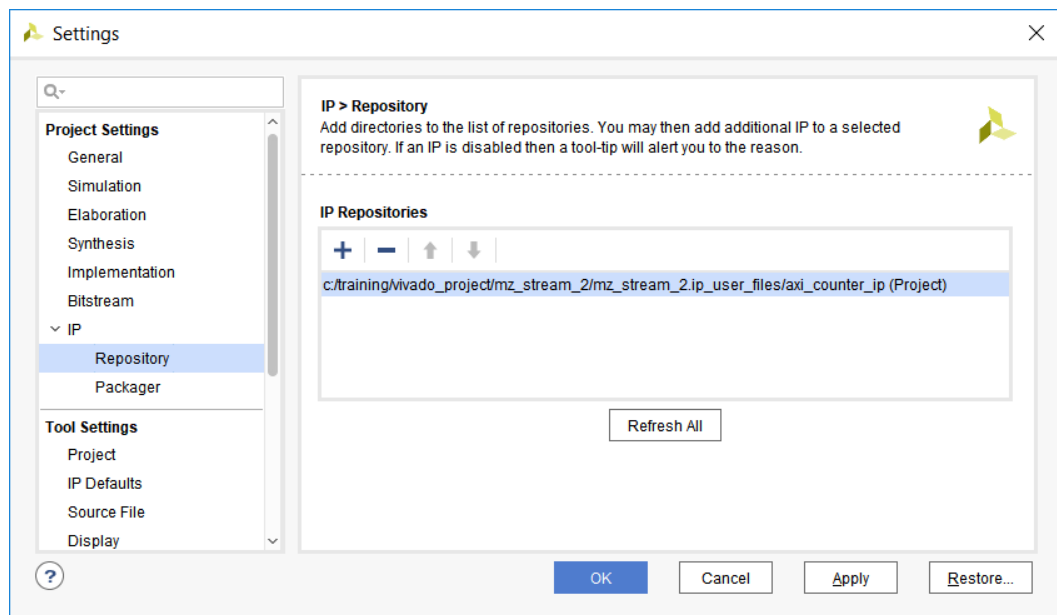 Settings
Project Settings
General
Simulation
Elaboration
Synthesis
Implementation
Bitstream
IP
Repository
Packager
Tool Settings
Project
IP Defaults
Source File
Display
IP > Repository
Add directories to the list of repositories. You may then add additional IP to a selected
repository. If an IP is disabled then a tool-tip will alert you to the reason.
IP Repositories
c:/training/vivado_project/mz_stream_2/mz_stream_2.ip_user_files/axi_counter_ip (Project)
Refresh All
?
OK
Cancel
Apply
Restore...